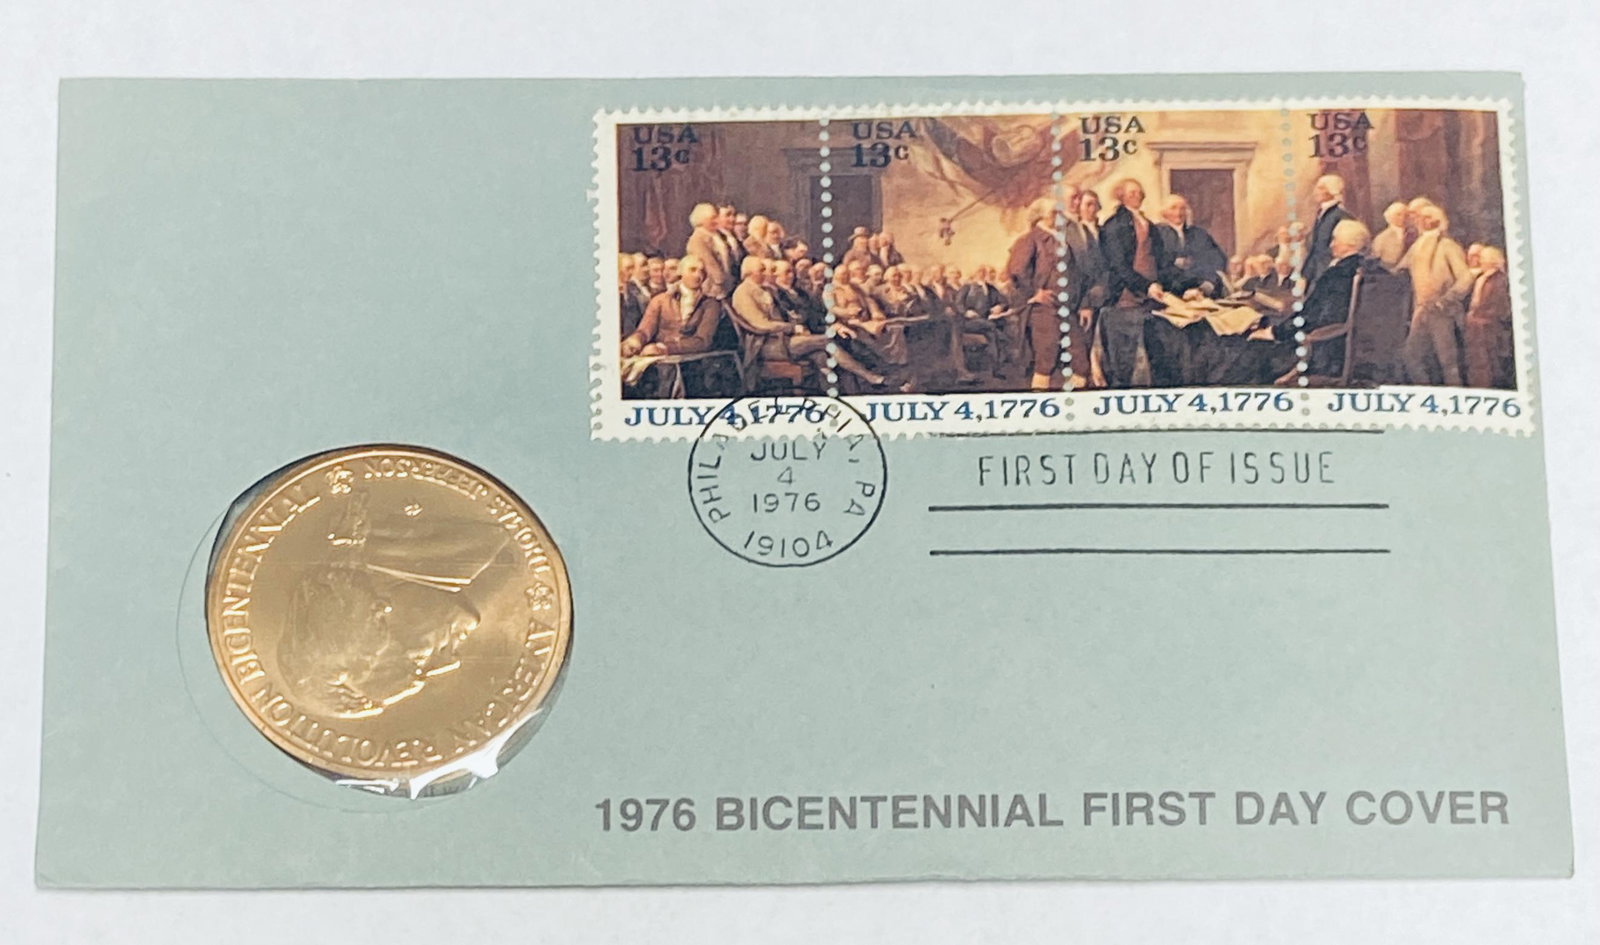 USA
13c
USA
13c
USA
13c
USA
13c
JULY 4,1776
JULY 4,1776
JULY 4,1776
JULY 4,1776
PHILADELPHIA, PA
JULY
4
1976
19104
FIRST DAY OF ISSUE
AMERICAN REVOLUTION BICENTENNIAL
THOMAS JEFFERSON
1976 BICENTENNIAL FIRST DAY COVER